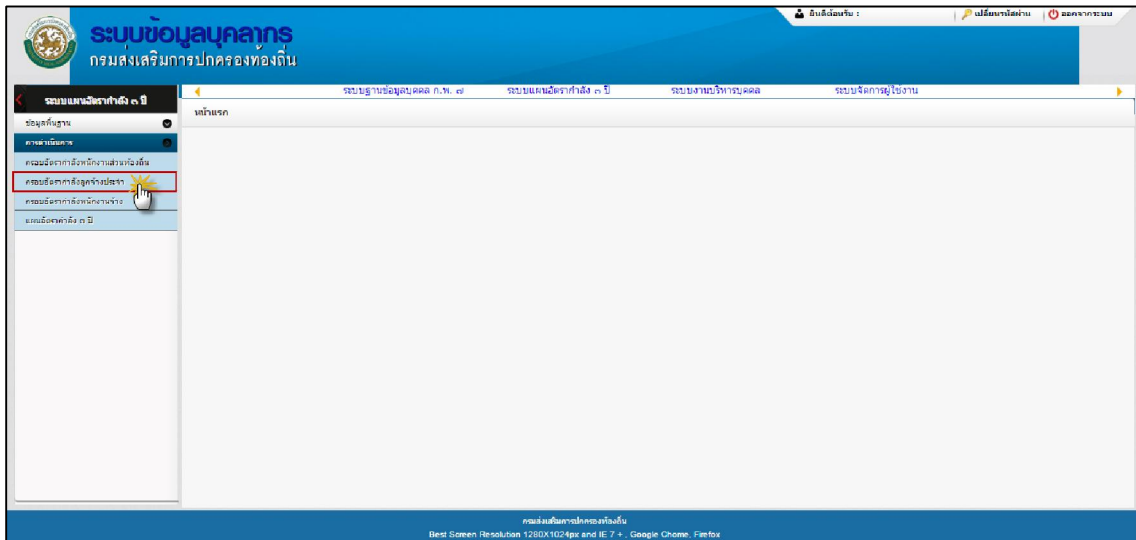 ยินดีต้อนรับ :
เปลี่ยนรหัสผ่าน
ออกจากระบบ
ระบบข้อมูลบุคลากร
กรมส่งเสริมการปกครองท้องถิ่น
ระบบแผนอัตรากำลัง ๓ ปี
ระบบฐานข้อมูลบุคคล ก.พ. ๗
ระบบแผนอัตรากำลัง ๓ ปี
ระบบงานบริหารบุคคล
ระบบจัดการผู้ใช้งาน
หน้าแรก
ข้อมูลพื้นฐาน
การดำเนินการ
กรอบอัตรากำลังพนักงานส่วนท้องถิ่น
กรอบอัตรากำลังลูกจ้างประจำ
กรอบอัตรากำลังพนักงานจ้าง
แผนอัตรากำลัง ๓ ปี
กรมส่งเสริมการปกครองท้องถิ่น
Best Screen Resolution 1280X1024px and IE 7 + , Google Chome, Firefox